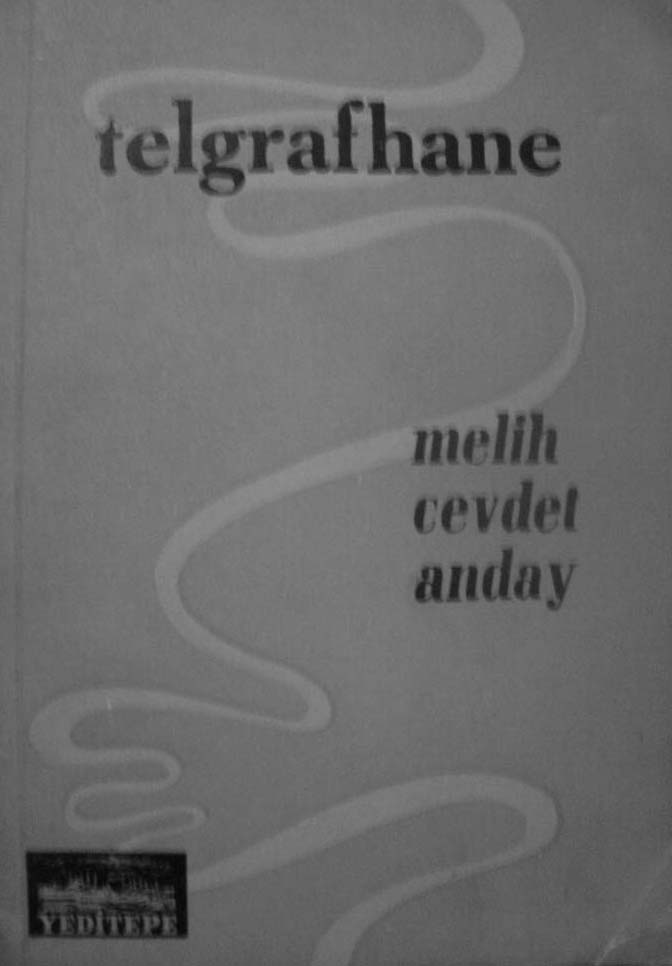 telgrafhane
melih
cevdet
anday
YEDİTEPE